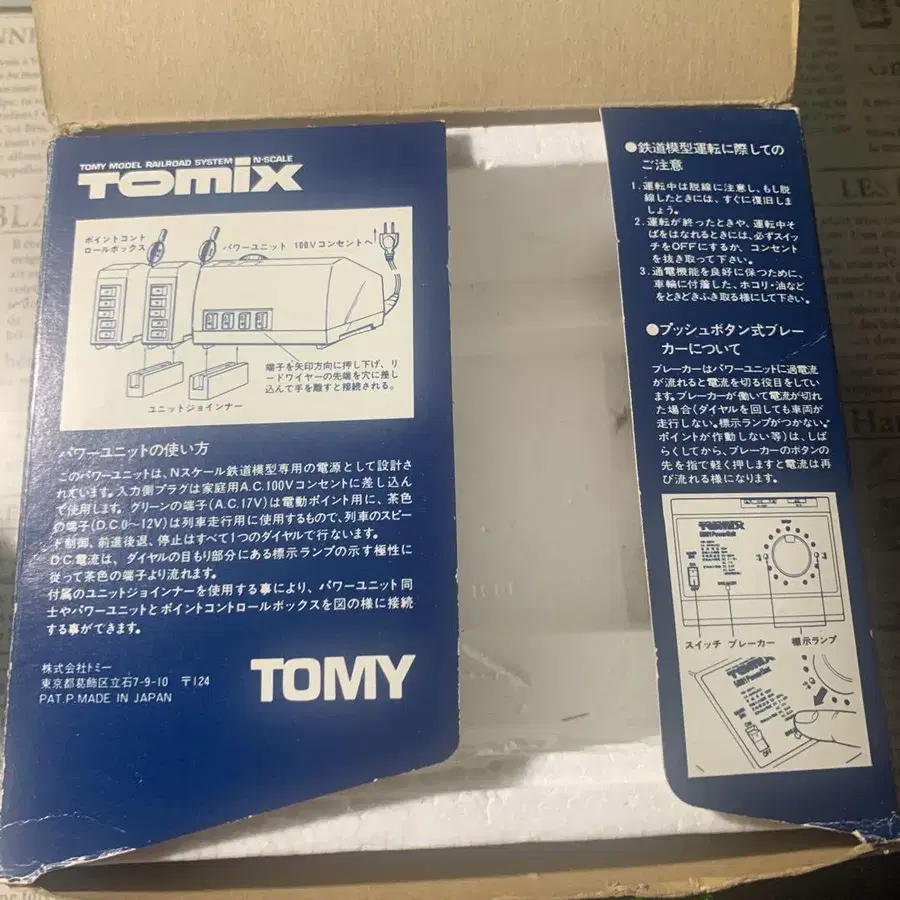 TOMY MODEL RAILROAD SYSTEM N-SCALE
TOMIX
ポイントコント
ロールボックス
パワーユニット 100Vコンセントへ
端子を矢印方向に押し下げ、リ
ードワイヤーの先端を穴に差し
込んで手を離すと接続される。
ユニットジョインナー
パワーユニットの使い方
このパワーユニットは、Nスケール鉄道模型専用の電源として設計さ
れています。入力側プラグは家庭用A.C.100Vコンセントに差し込ん
で使用します。グリーンの端子(A.C.17V)は電動ポイント用に、茶色
の端子(D.C.0〜12V)は列車走行用に使用するもので、列車のスピー
ド制御、前進後退、停止はすべて1つのダイヤルで行ないます。
D.C.電流は、ダイヤルの目もり部分にある標示ランプの示す極性に
従って茶色の端子より流れます。
付属のユニットジョインナーを使用する事により、パワーユニット同
士やパワーユニットとポイントコントロールボックスを図の様に接続
する事ができます。
株式会社トミー
東京都葛飾区立石7-9-10 〒124
PAT.P.MADE IN JAPAN
TOMY
●鉄道模型運転に際しての
ご注意
1.運転中は脱線に注意し、もし脱
線したときには、すぐに復旧しま
しょう。
2.運転が終ったときや、運転中そ
ばをはなれるときには、必ずスイッ
チをOFFにするか、コンセント
を抜き取って下さい。
3.通電機能を良好に保つために、
車輪に付着した、ホコリ・油など
をときどきふき取る様にして下さい。
●プッシュボタン式ブレー
カーについて
ブレーカーはパワーユニットに過電流
が流れると電流を切る役目をしてい
ます。ブレーカーが働いて電流が切れ
た場合(ダイヤルを回しても車両が
走行しない。標示ランプがつかない。
ポイントが作動しない等)は、しば
らくしてから、ブレーカーのボタンの
先を指で軽く押しますと電流は再
び流れる様になります。
TOMIX
スイッチ ブレーカー 標示ランプ